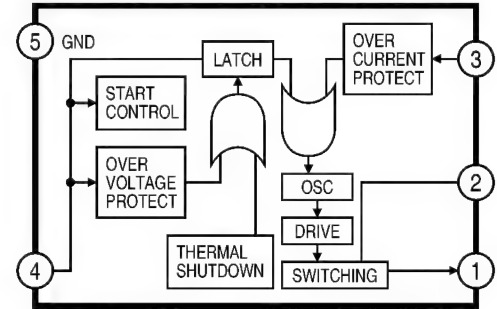 5
GND
LATCH
OVER
CURRENT
PROTECT
3
START
CONTROL
OVER
VOLTAGE
PROTECT
OSC
2
DRIVE
THERMAL
SHUTDOWN
SWITCHING
4
1